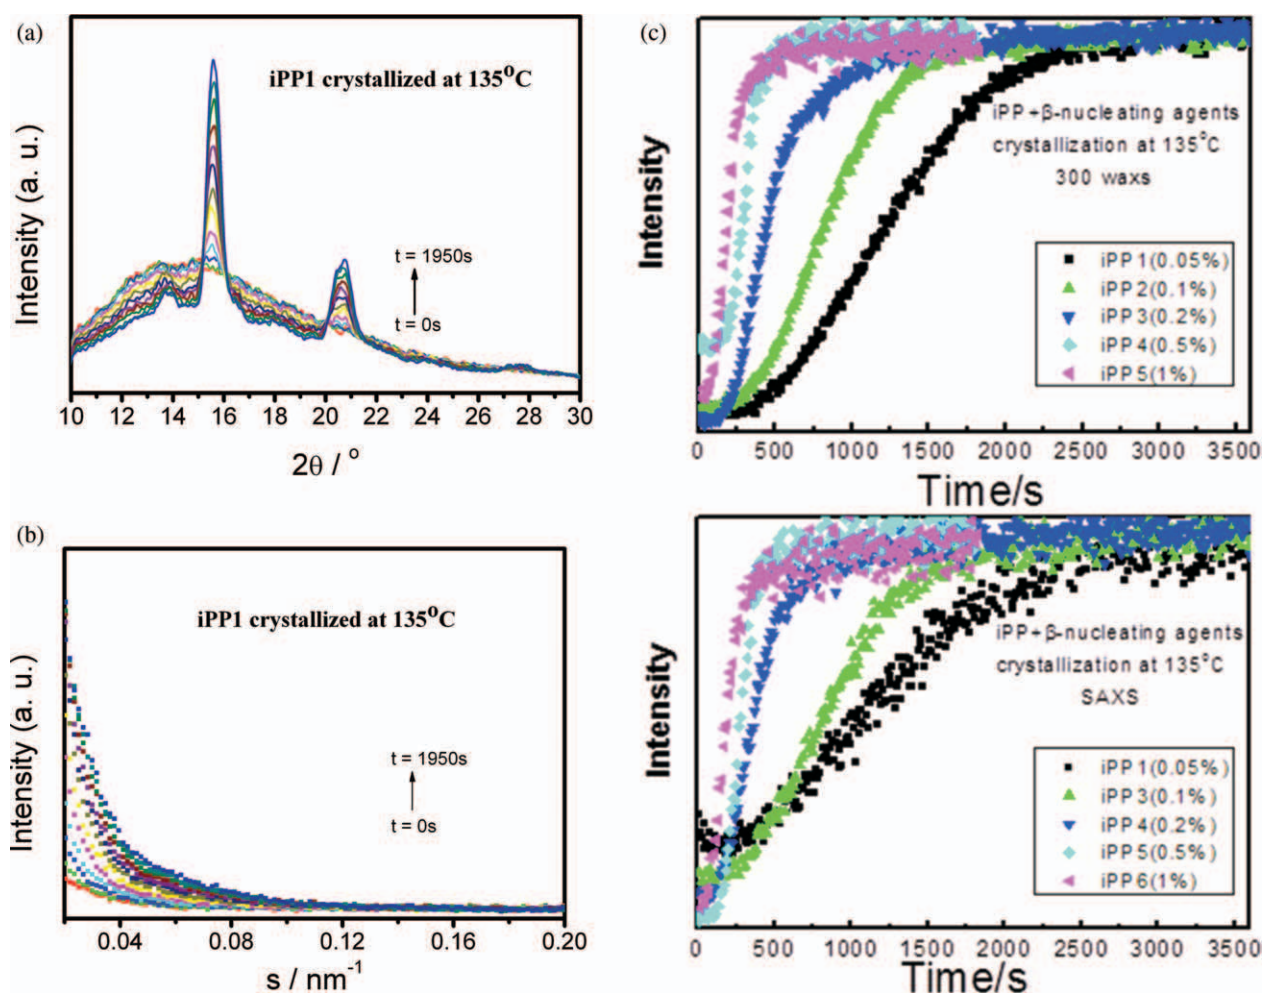 (a)
iPP1 crystallized at 135°C
Intensity (a. u.)
t = 1950s
t = 0s
10 12 14 16 18 20 22 24 26 28 30
2θ / °
(b)
iPP1 crystallized at 135°C
Intensity (a. u.)
t = 1950s
t = 0s
0.04 0.08 0.12 0.16 0.20
s / nm⁻¹
(c)
Intensity
iPP+β-nucleating agents
crystallization at 135°C
300 waxs
iPP1(0.05%)
iPP2(0.1%)
iPP3(0.2%)
iPP4(0.5%)
iPP5(1%)
0 500 1000 1500 2000 2500 3000 3500
Time/s
Intensity
iPP+β-nucleating agents
crystallization at 135°C
SAXS
iPP1(0.05%)
iPP3(0.1%)
iPP4(0.2%)
iPP5(0.5%)
iPP6(1%)
0 500 1000 1500 2000 2500 3000 3500
Time/s